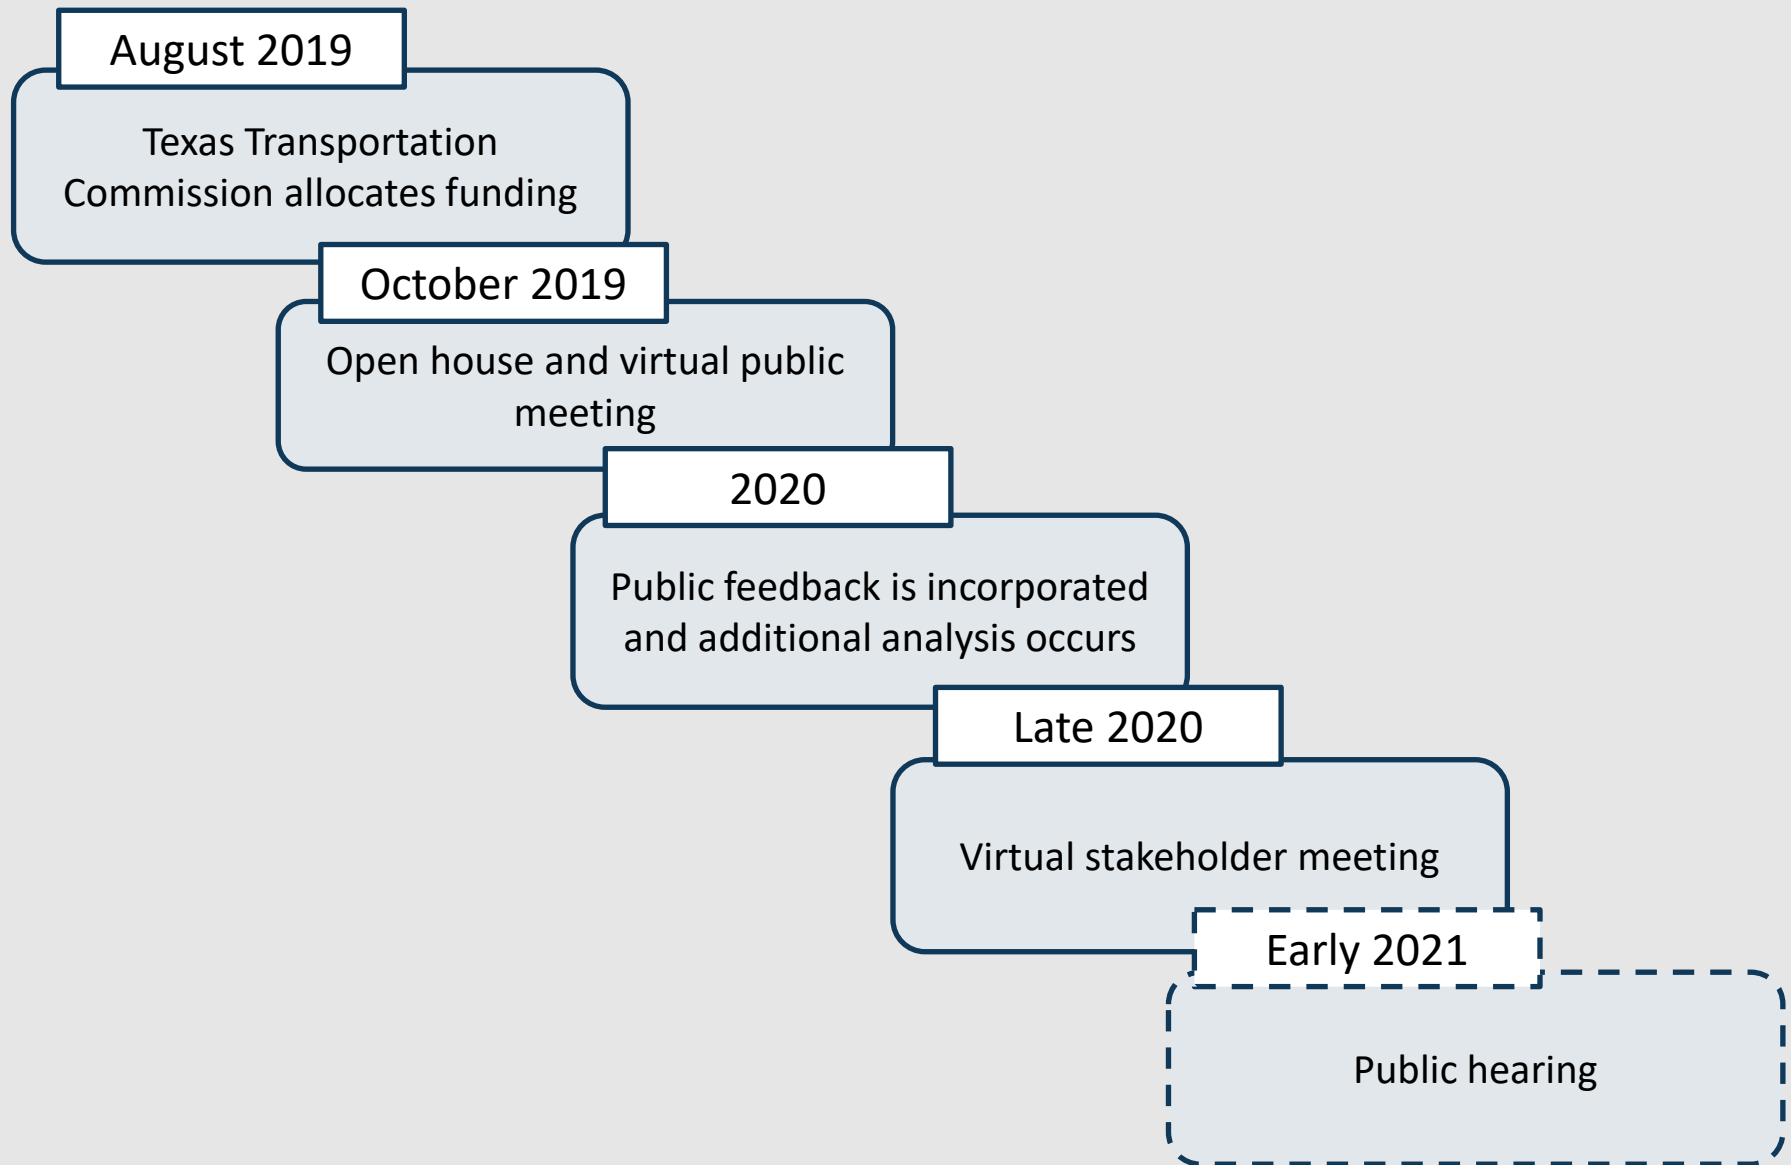 August 2019
Texas Transportation
Commission allocates funding
October 2019
Open house and virtual public
meeting
2020
Public feedback is incorporated
and additional analysis occurs
Late 2020
Virtual stakeholder meeting
Early 2021
Public hearing